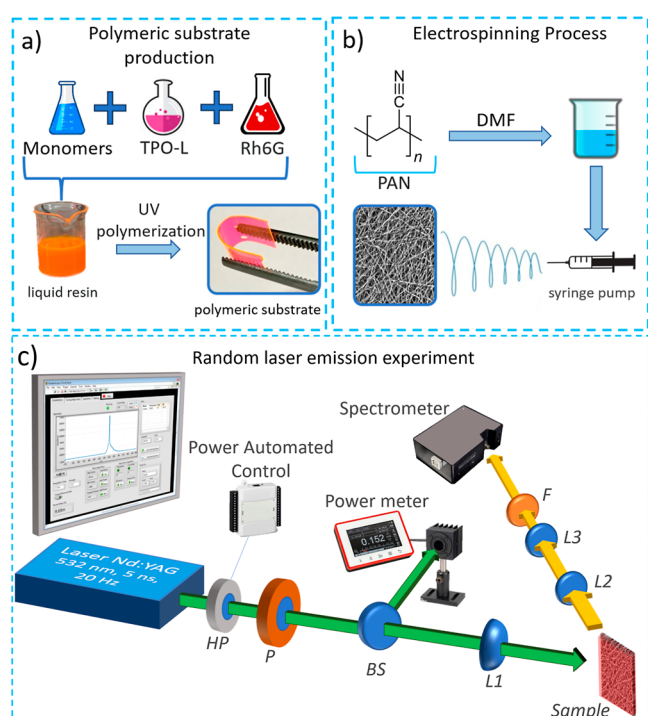 a)
Polymeric substrate
production
Monomers
TPO-L
Rh6G
UV
polymerization
liquid resin
polymeric substrate
b)
Electrospinning Process
N
C
n
PAN
DMF
syringe pump
c)
Random laser emission experiment
Spectrometer
Power Automated
Control
Power meter
0.152
F
L3
L2
Laser Nd:YAG
532 nm, 5 ns,
20 Hz
HP
P
BS
L1
Sample